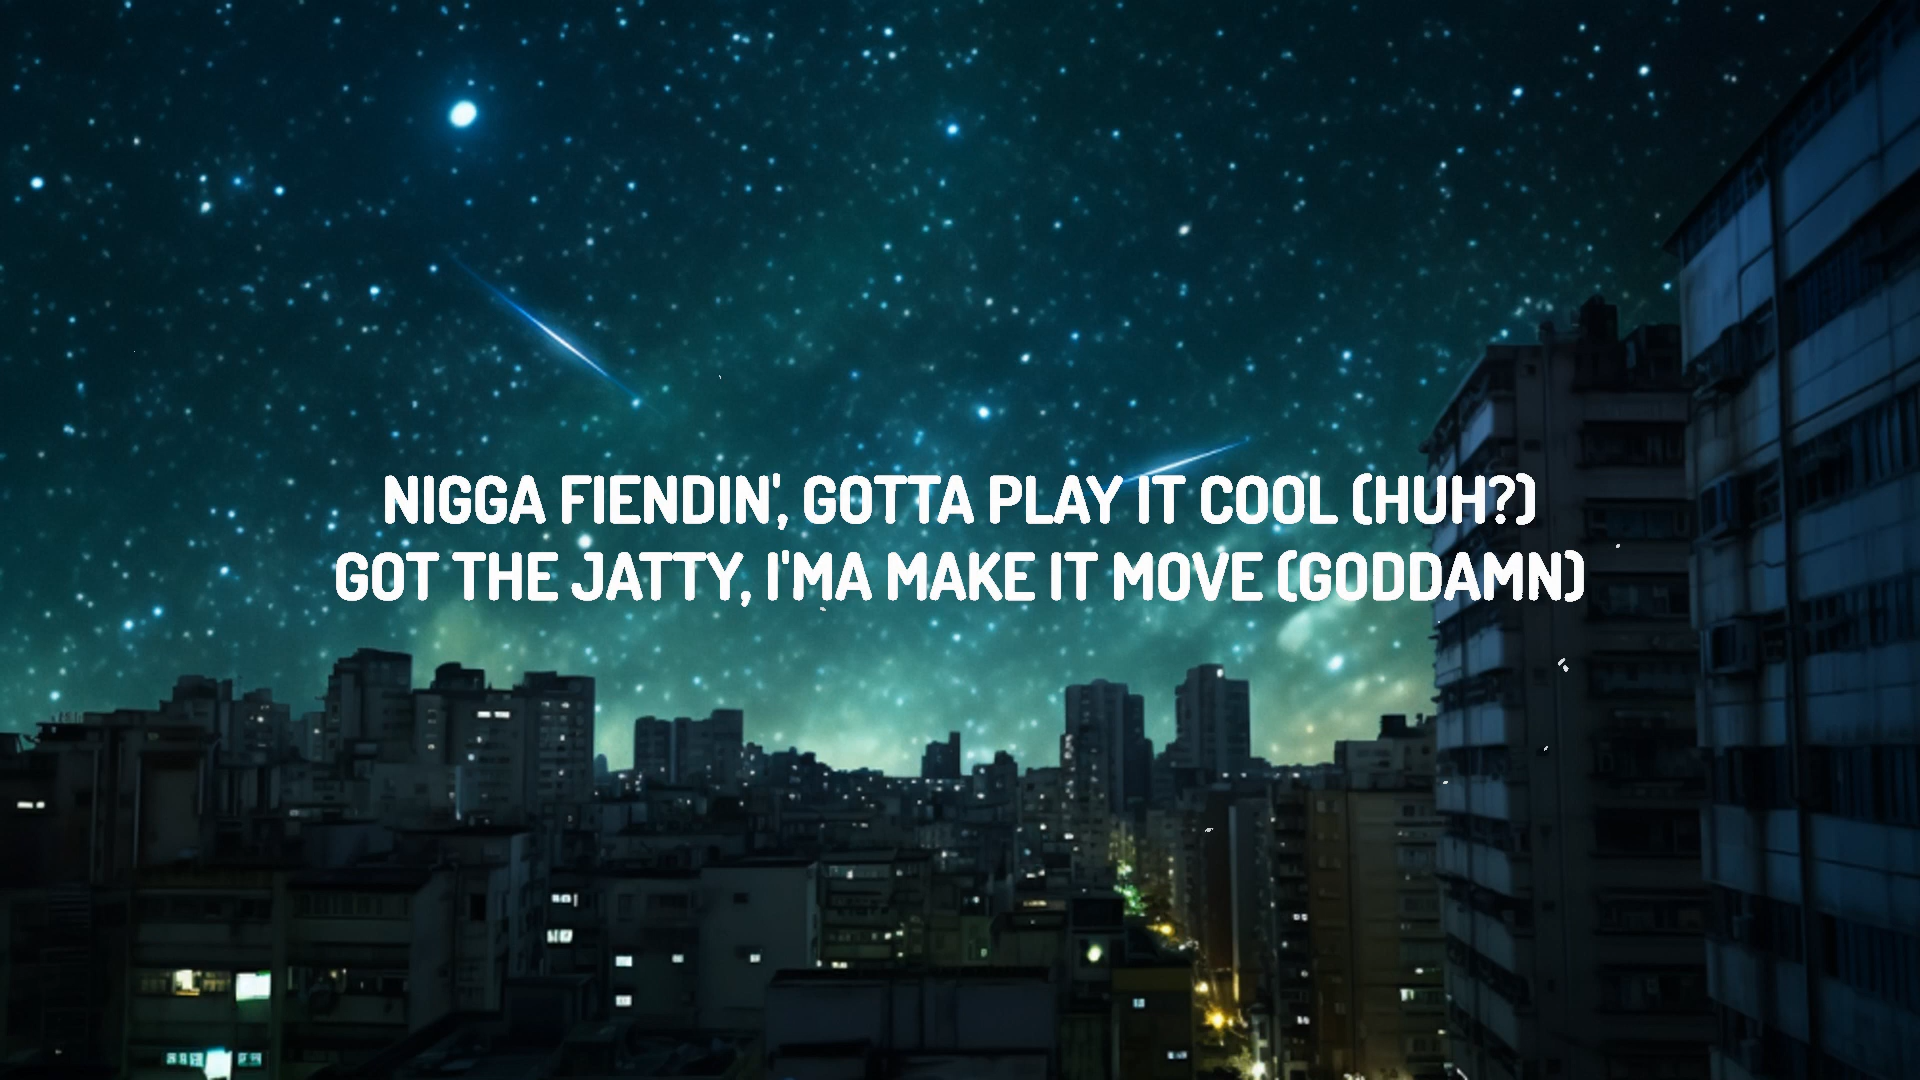 NIGGA FIENDIN', GOTTA PLAY IT COOL (HUH?)
GOT THE JATTY, I'MA MAKE IT MOVE (GODDAMN)